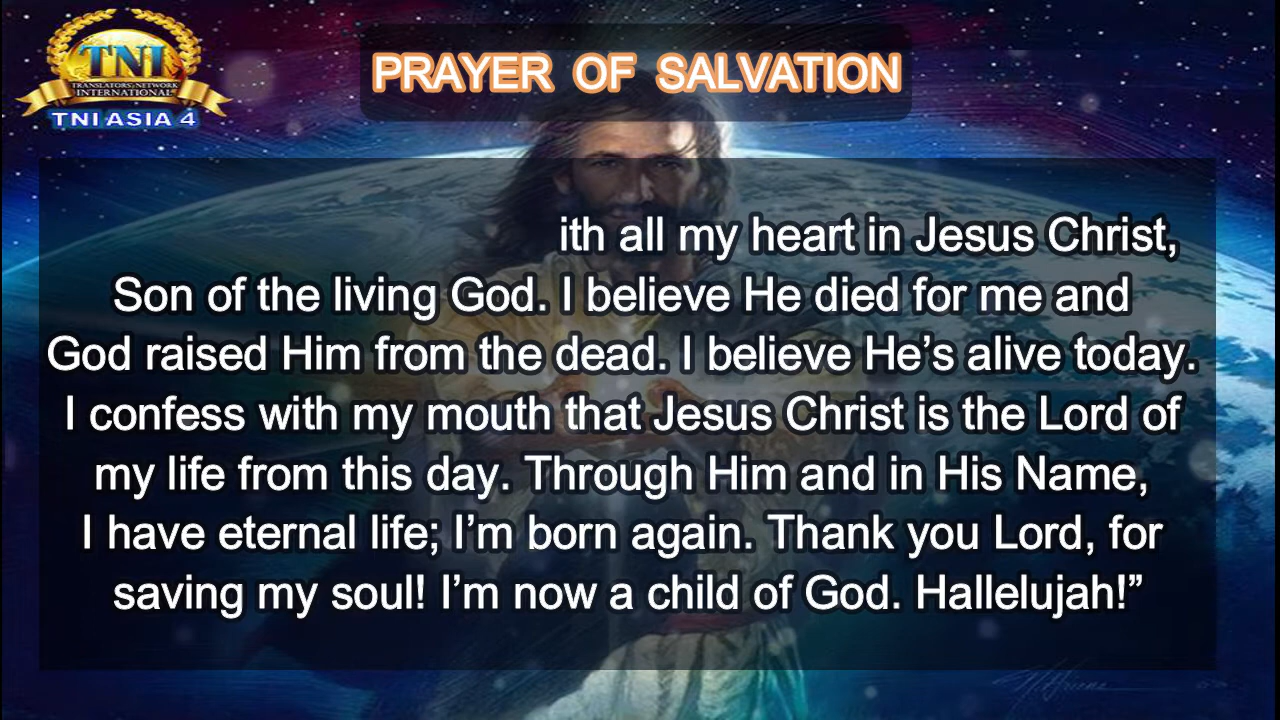 TNI
TRANSLATORS NETWORK
INTERNATIONAL
TNI ASIA 4
PRAYER OF SALVATION
ith all my heart in Jesus Christ,
Son of the living God. I believe He died for me and
God raised Him from the dead. I believe He’s alive today.
I confess with my mouth that Jesus Christ is the Lord of
my life from this day. Through Him and in His Name,
I have eternal life; I’m born again. Thank you Lord, for
saving my soul! I’m now a child of God. Hallelujah!”